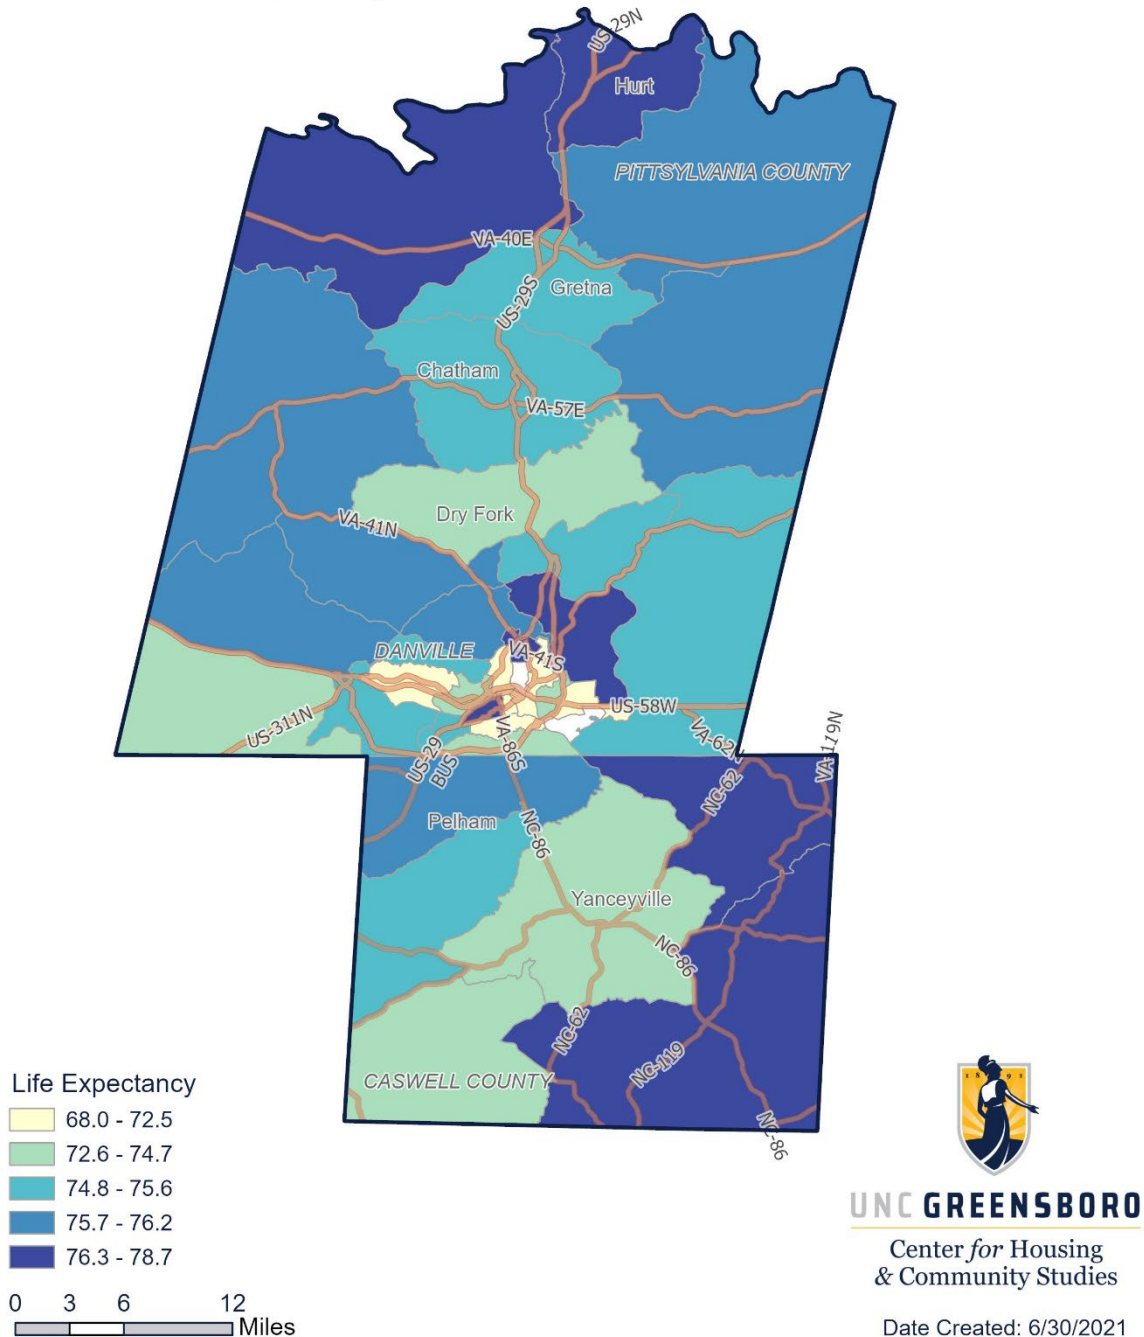 US-29N
Hurt
PITTSYLVANIA COUNTY
VA-40E
Gretna
US-29S
Chatham
VA-57E
Dry Fork
VA-41N
DANVILLE
VA-41S
US-58W
US-311N
US-29
BUS
VA-86S
VA-119N
NC-62
Pelham
NC-86
Yanceyville
NC-86
NC-62
NC-119
CASWELL COUNTY
NC-86
Life Expectancy
68.0 - 72.5
72.6 - 74.7
74.8 - 75.6
75.7 - 76.2
76.3 - 78.7
0 3 6 12
Miles
18 91
UNC GREENSBORO
Center for Housing
& Community Studies
Date Created: 6/30/2021